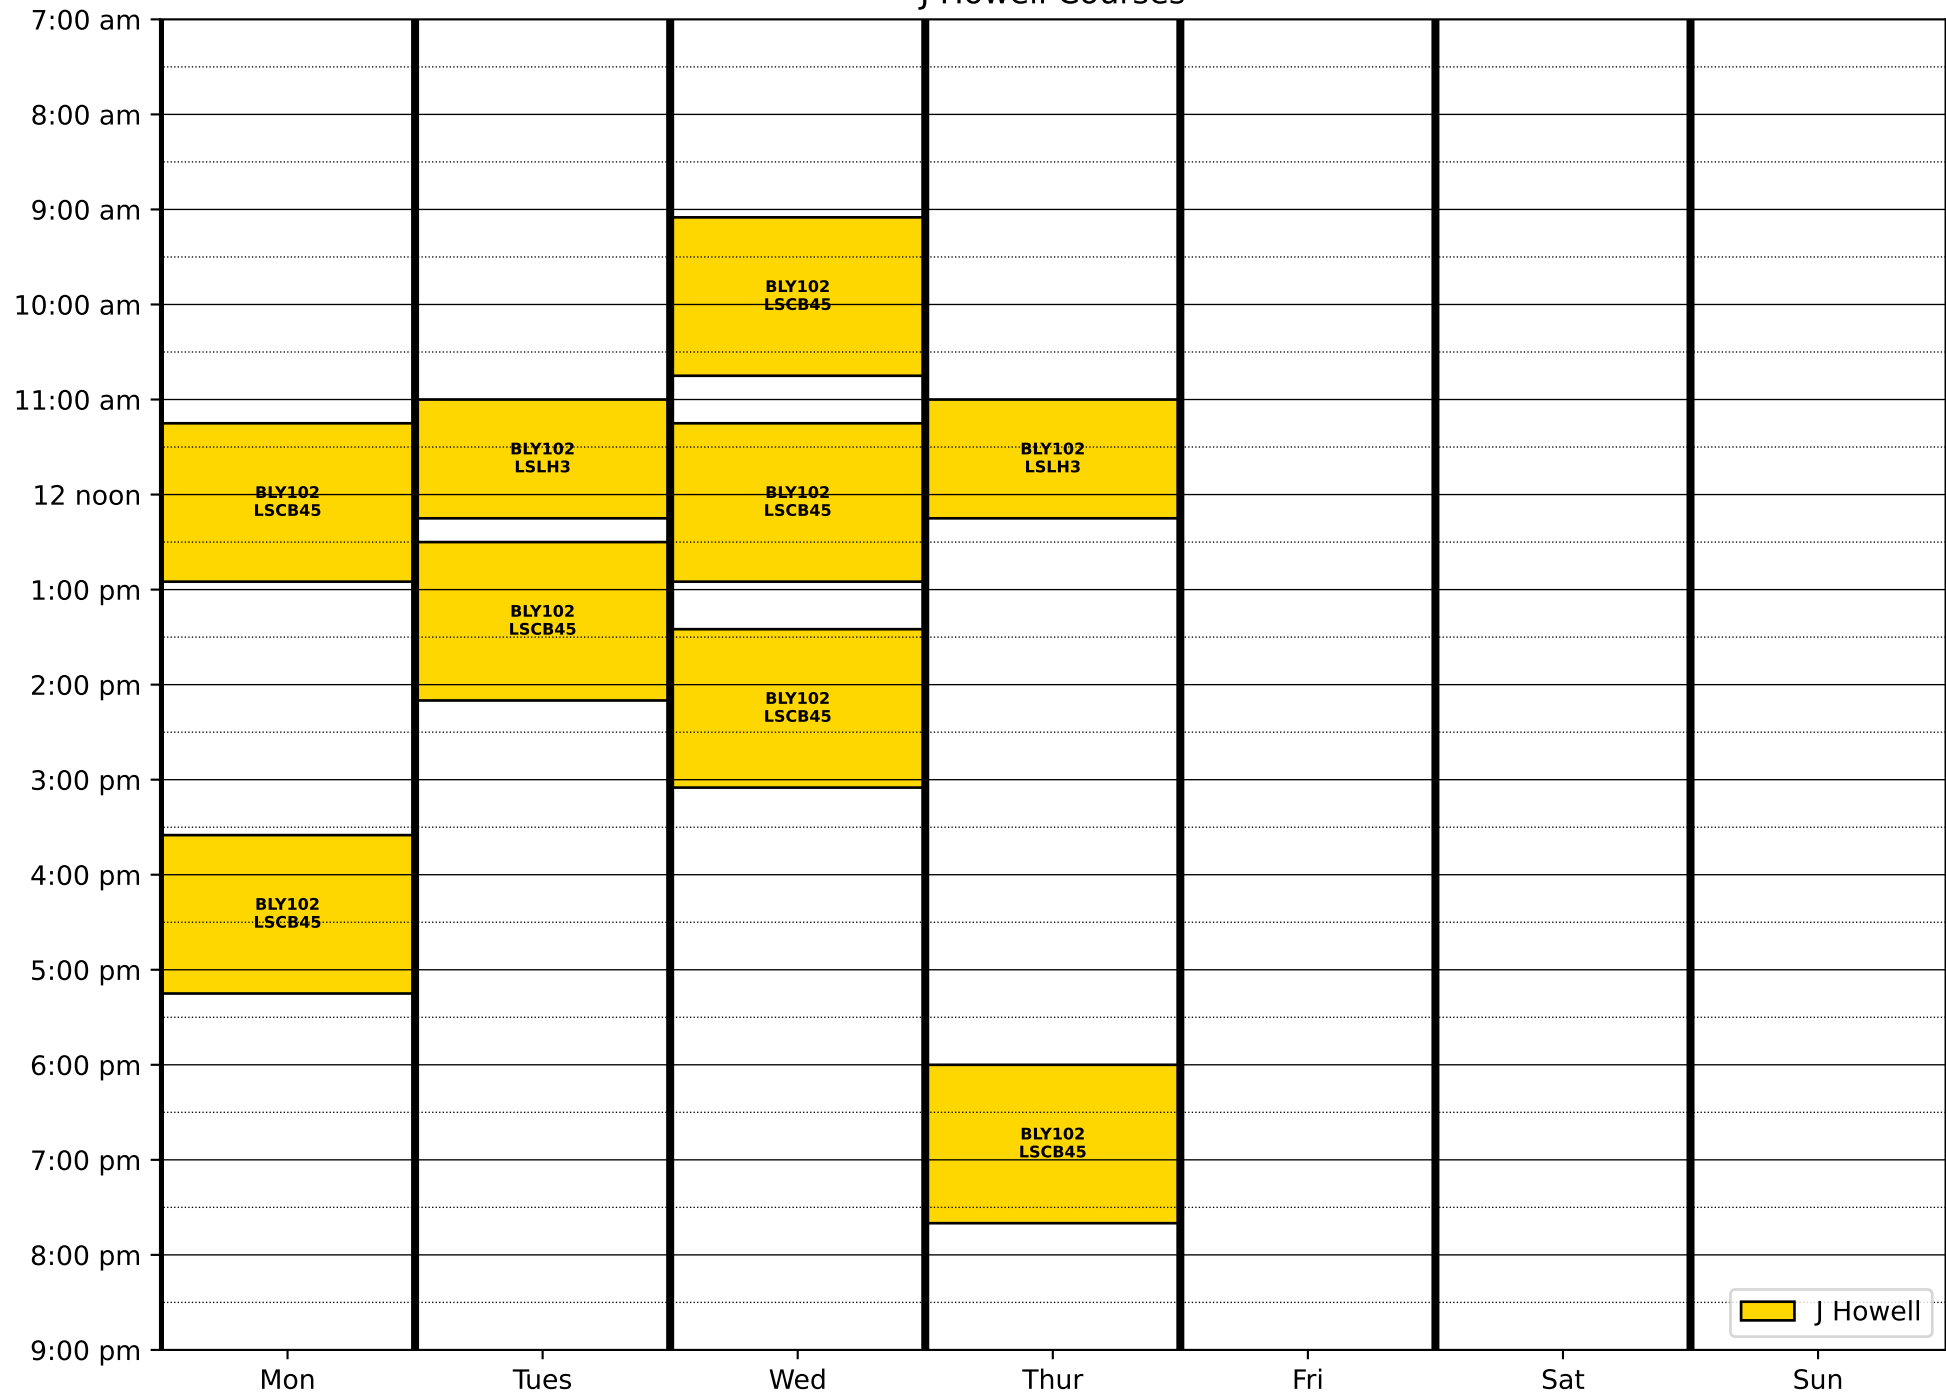 J Howell Courses
7:00 am
8:00 am
9:00 am
10:00 am
11:00 am
12 noon
1:00 pm
2:00 pm
3:00 pm
4:00 pm
5:00 pm
6:00 pm
7:00 pm
8:00 pm
9:00 pm
BLY102
LSCB45
BLY102
LSCB45
BLY102
LSLH3
BLY102
LSCB45
BLY102
LSCB45
BLY102
LSCB45
BLY102
LSCB45
BLY102
LSLH3
BLY102
LSCB45
J Howell
Mon
Tues
Wed
Thur
Fri
Sat
Sun